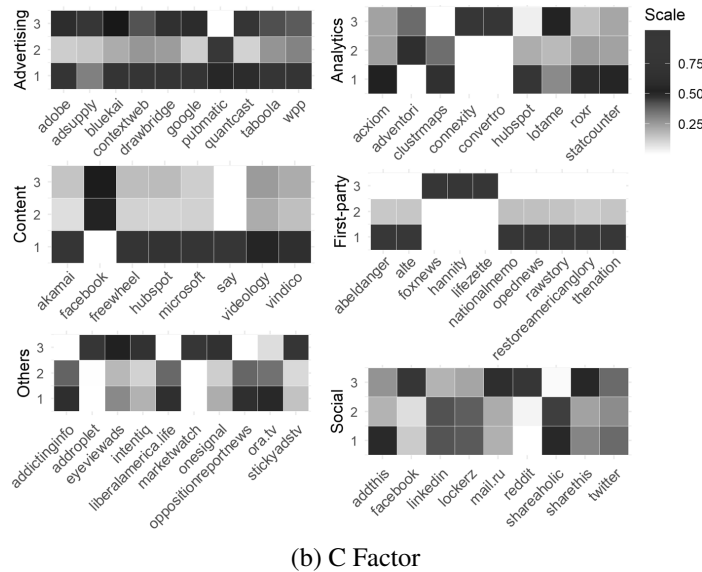 Scale
0.75
0.50
0.25
Advertising
3
2
1
adobe
adsupply
bluekai
contextweb
drawbridge
google
pubmatic
quantcast
taboola
wpp
Analytics
3
2
1
acxiom
adventori
clustrmaps
connexity
convertro
hubspot
lotame
roxr
statcounter
Content
3
2
1
akamai
facebook
freewheel
hubspot
microsoft
say
videology
vindico
First-party
3
2
1
abeldanger
alte
foxnews
hannity
lifezette
nationalmemo
opednews
rawstory
restoreamericanglory
thenation
Others
3
2
1
addictinginfo
addroplet
eyeviewads
intentiq
liberalamerica.life
marketwatch
onesignal
oppositionreportnews
ora.tv
stickyadstv
Social
3
2
1
addthis
facebook
linkedin
lockerz
mail.ru
reddit
shareaholic
sharethis
twitter
(b) C Factor